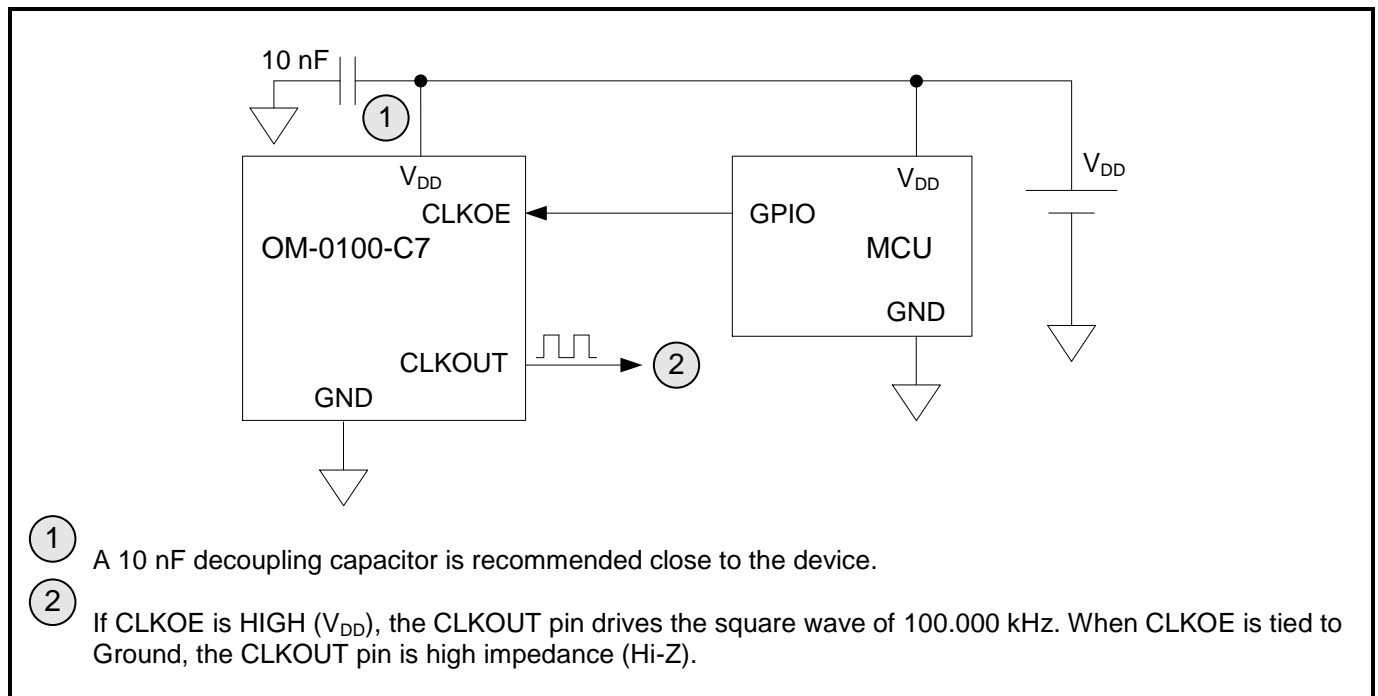 10 nF
1
V_DD
V_DD
V_DD
CLKOE
GPIO
OM-0100-C7
MCU
GND
CLKOUT
2
GND
1
A 10 nF decoupling capacitor is recommended close to the device.
2
If CLKOE is HIGH (V_DD), the CLKOUT pin drives the square wave of 100.000 kHz. When CLKOE is tied to
Ground, the CLKOUT pin is high impedance (Hi-Z).